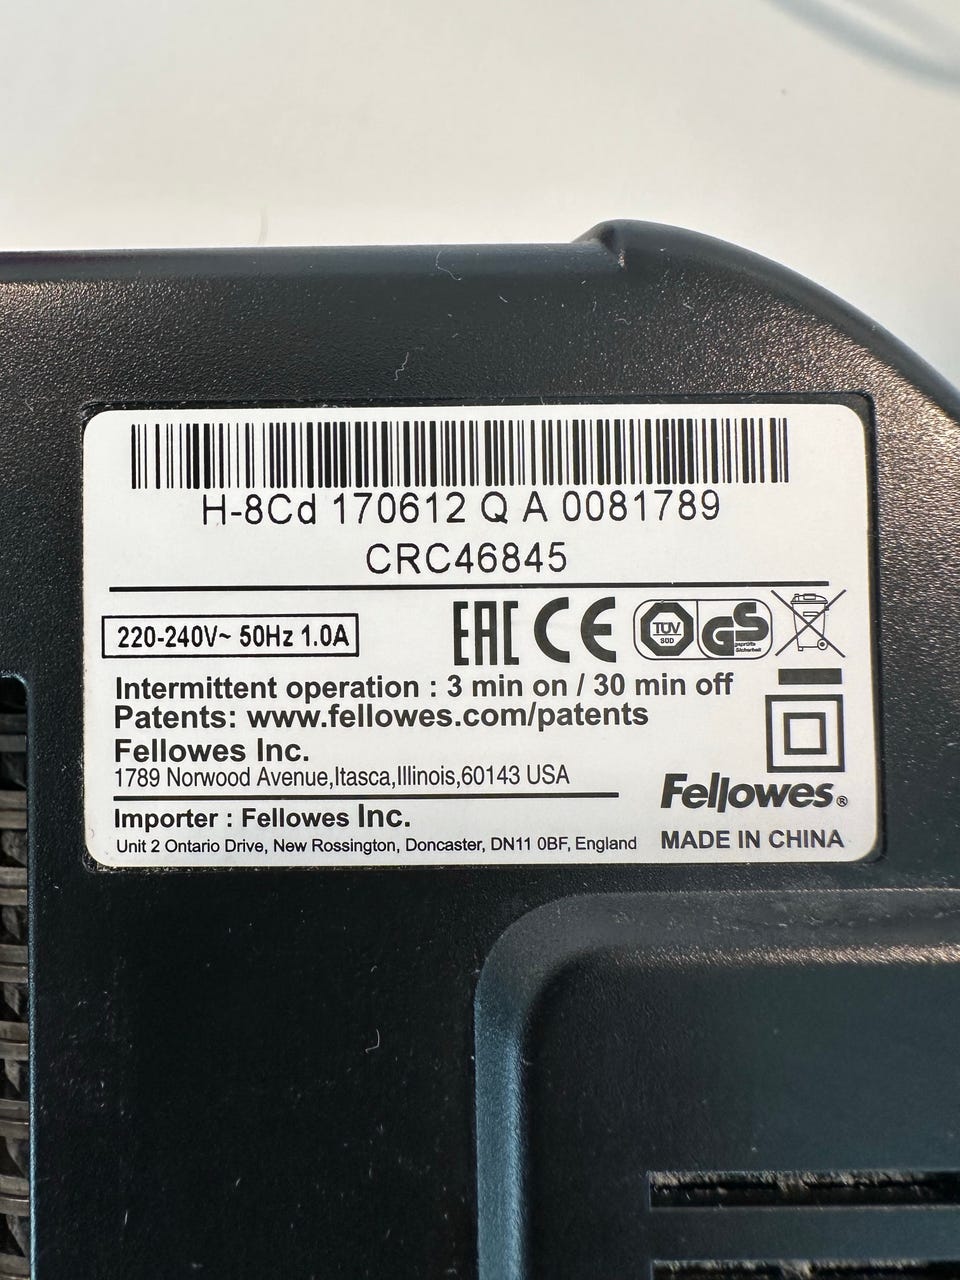 H-8Cd 170612 Q A 0081789
CRC46845
220-240V~ 50Hz 1.0A
EAC CE TÜV SÜD GS geprüfte Sicherheit
Intermittent operation : 3 min on / 30 min off
Patents: www.fellowes.com/patents
Fellowes Inc.
1789 Norwood Avenue,Itasca,Illinois,60143 USA
Fellowes®
Importer : Fellowes Inc.
Unit 2 Ontario Drive, New Rossington, Doncaster, DN11 0BF, England
MADE IN CHINA